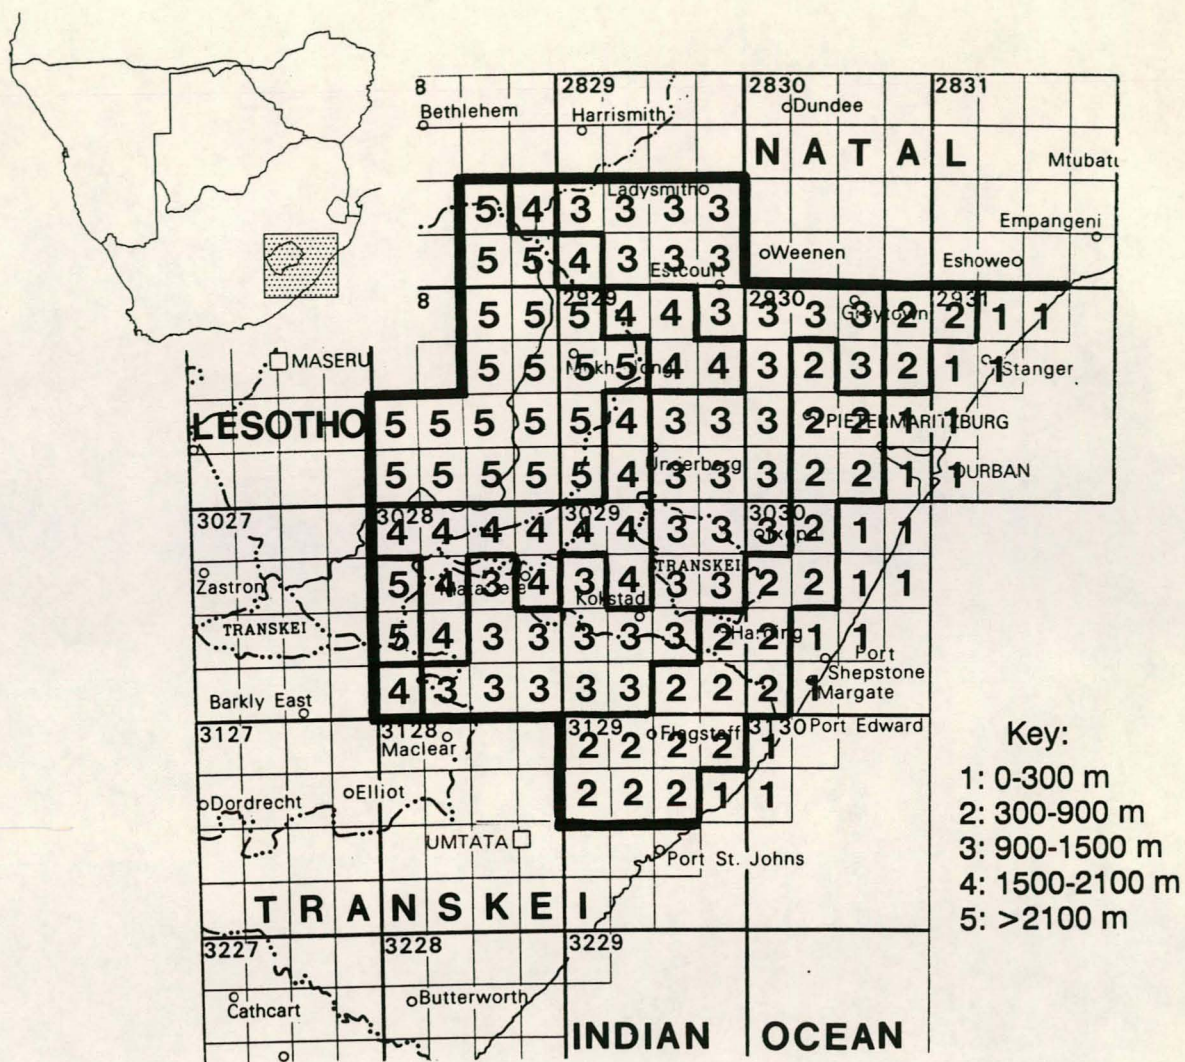 8 2829 2830 2831
Bethlehem Harrismith Dundee
NATAL Mtubatu
Ladysmith
5 4 3 3 3 3
Empangeni
5 5 4 3 3 3 Weenen Eshowe
Estcourt
8 2929 2930 2931
5 5 5 4 4 3 3 3 3 2 2 1 1
Greytown
MASERU
5 5 5 5 4 4 3 2 3 2 1 1 Stanger
LESOTHO
5 5 5 5 5 4 3 3 3 2 2 1 1
PIETERMARITZBURG
Underberg
5 5 5 5 5 4 3 3 3 2 2 1 1 DURBAN
3027 3028 3029 3030
4 4 4 4 4 4 3 3 3 2 1 1
Ixopo
TRANSKEI
Zastron
5 4 3 4 3 4 3 3 2 2 1 1
Matatiele
Kokstad
TRANSKEI
5 4 3 3 3 3 3 2 2 1 1
Harding
Port
Shepstone
4 3 3 3 3 3 2 2 2 1
Margate
Barkly East
3127 3128 3129 3130
Flagstaff Port Edward
Maclear
2 2 2 2 1
2 2 2 1 1
Dordrecht Elliot
UMTATA
Port St. Johns
TRANSKEI
3227 3228 3229
Cathcart Butterworth
INDIAN OCEAN
Key:
1: 0-300 m
2: 300-900 m
3: 900-1500 m
4: 1500-2100 m
5: >2100 m